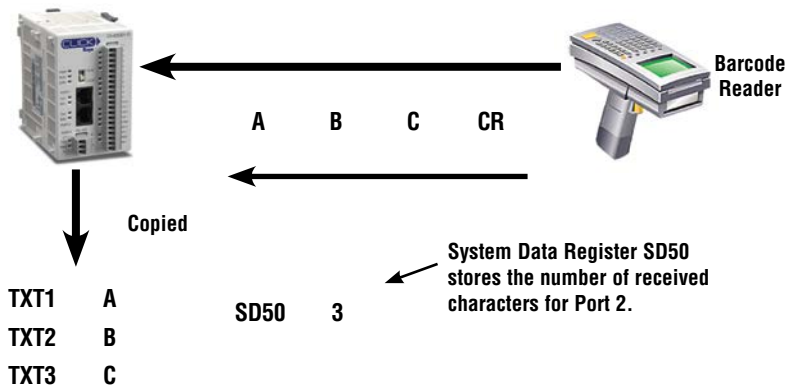 CLICK
Barcode
Reader
A B C CR
Copied
System Data Register SD50
stores the number of received
characters for Port 2.
TXT1 A
SD50 3
TXT2 B
TXT3 C